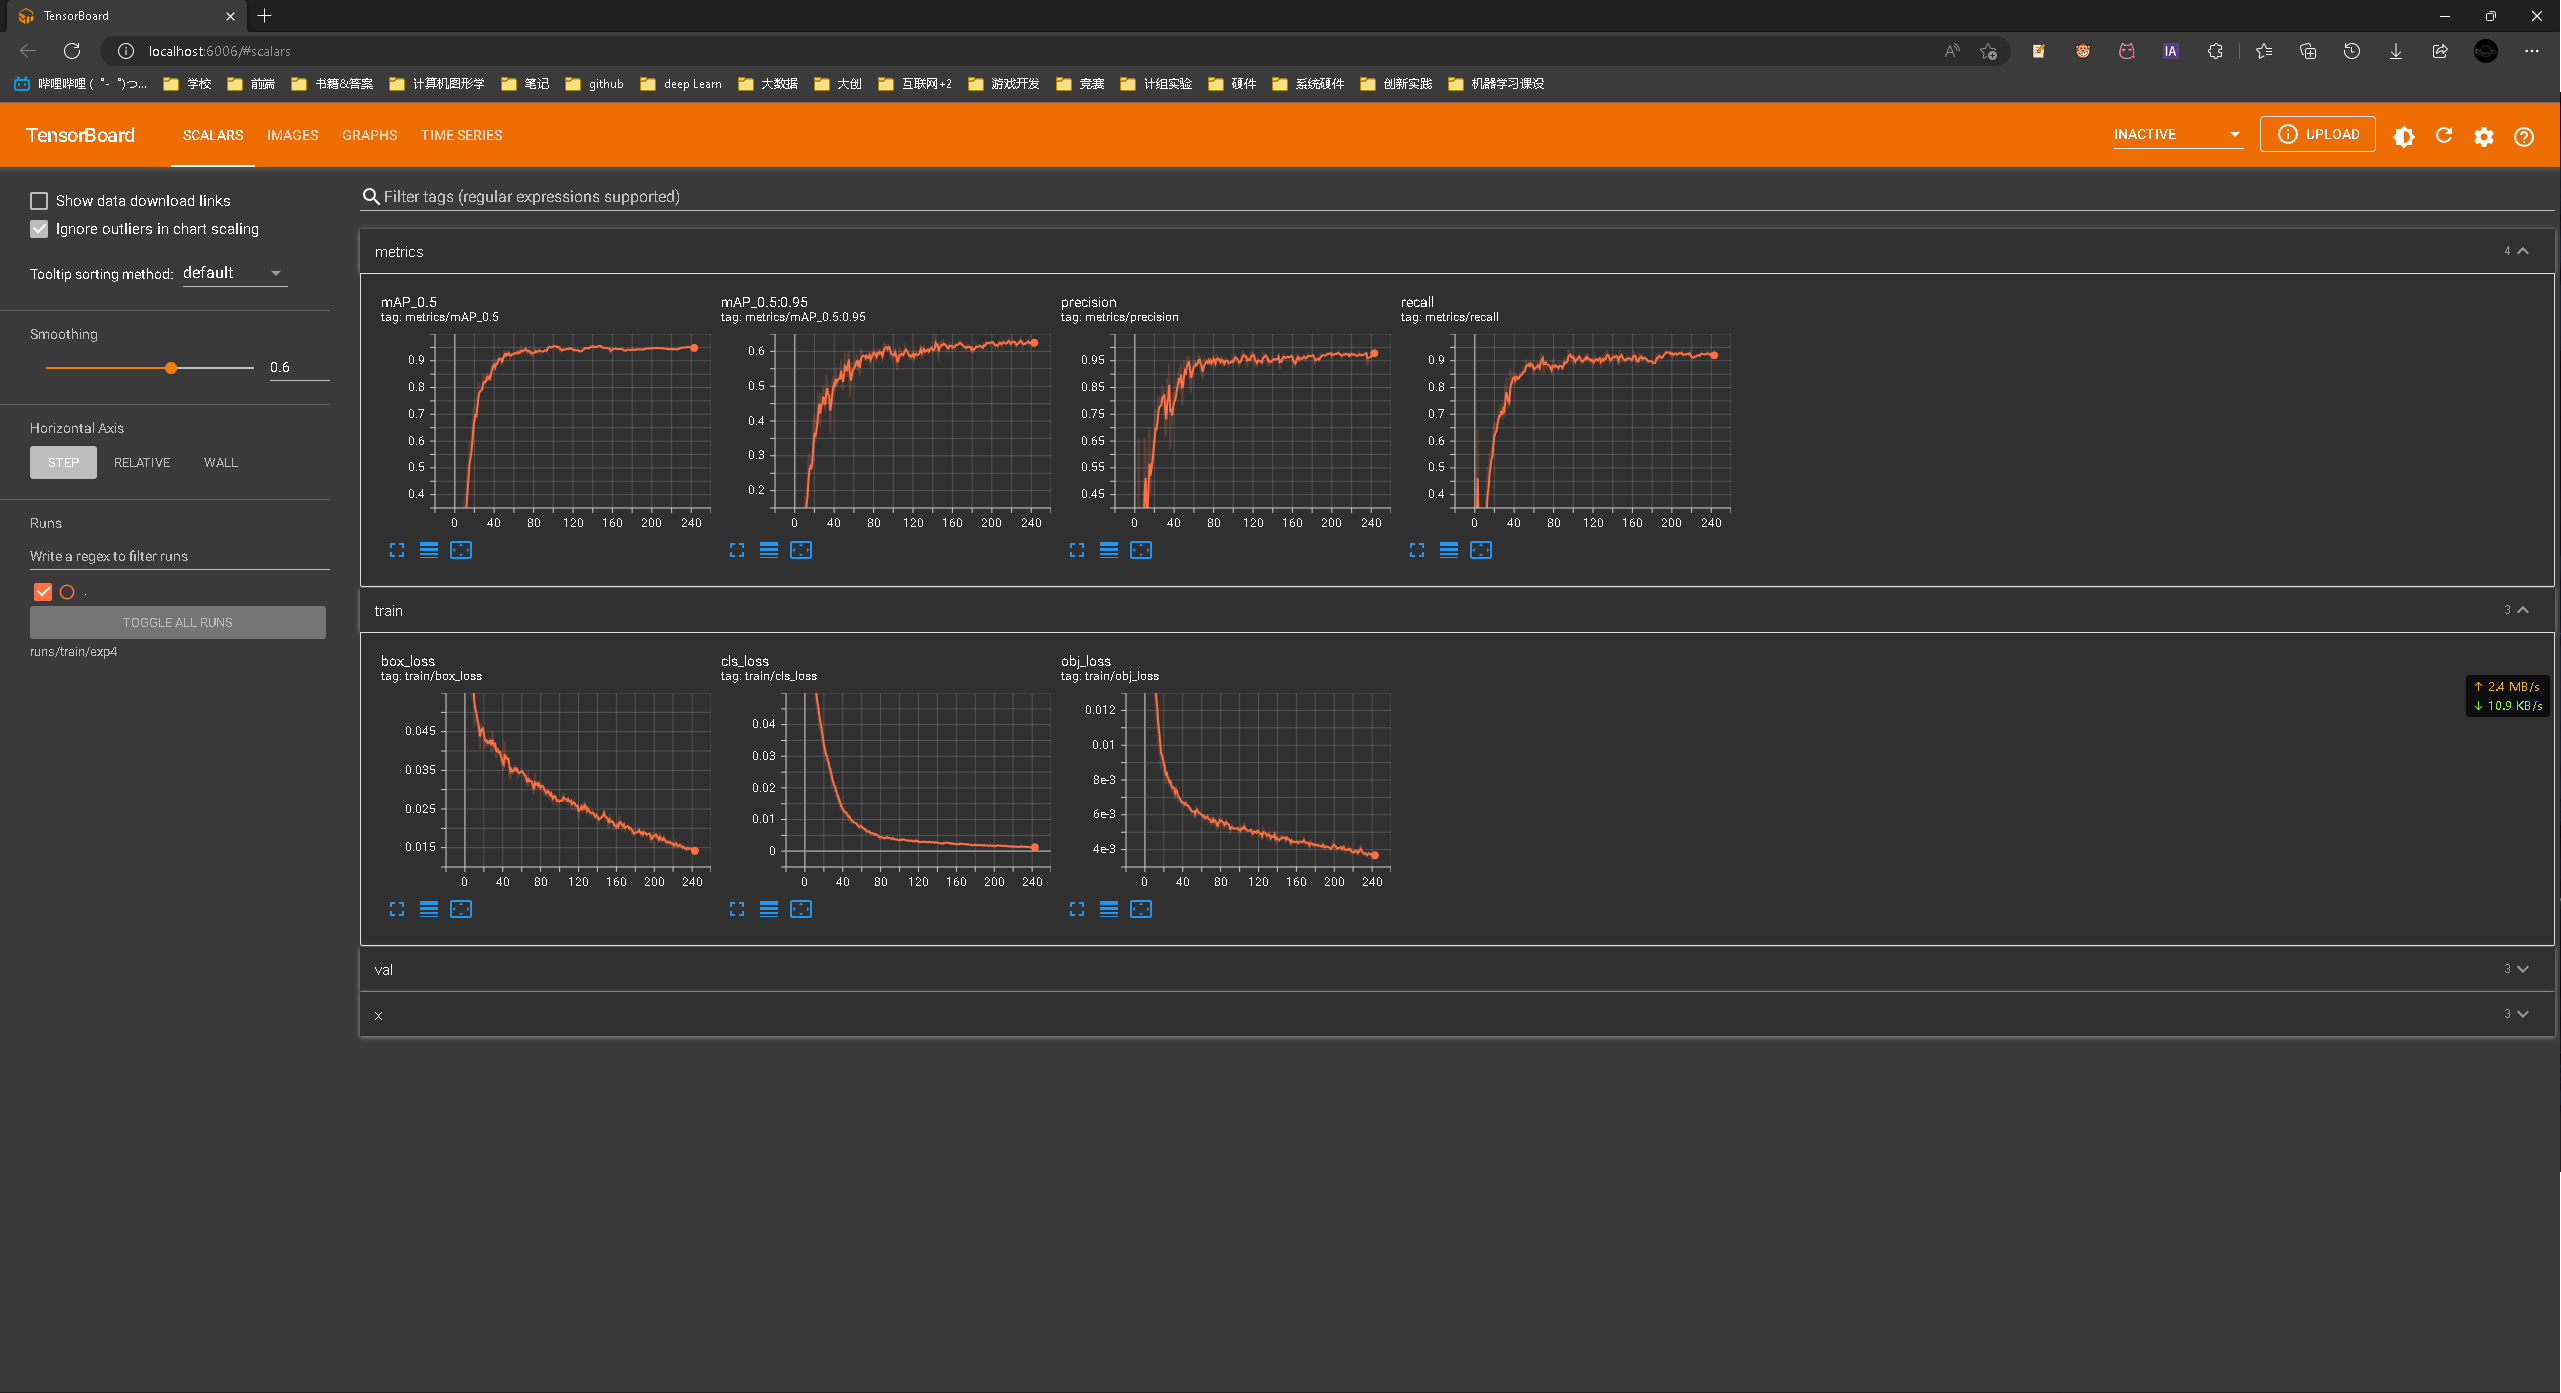 TensorBoard
localhost:6006/#scalars
哔哩哔哩 (゜-゜)つ...
学校
前端
书籍&答案
计算机图形学
笔记
github
deep Learn
大数据
大创
互联网+2
游戏开发
竞赛
计组实验
硬件
系统硬件
创新实践
机器学习课设
TensorBoard
SCALARS
IMAGES
GRAPHS
TIME SERIES
INACTIVE
UPLOAD
Show data download links
Ignore outliers in chart scaling
Tooltip sorting method: default
Smoothing
0.6
Horizontal Axis
STEP RELATIVE WALL
Runs
Write a regex to filter runs
.
TOGGLE ALL RUNS
runs/train/exp4
Filter tags (regular expressions supported)
metrics
4
mAP_0.5
tag: metrics/mAP_0.5
0.9
0.8
0.7
0.6
0.5
0.4
0 40 80 120 160 200 240
mAP_0.5:0.95
tag: metrics/mAP_0.5:0.95
0.6
0.5
0.4
0.3
0.2
0 40 80 120 160 200 240
precision
tag: metrics/precision
0.95
0.85
0.75
0.65
0.55
0.45
0 40 80 120 160 200 240
recall
tag: metrics/recall
0.9
0.8
0.7
0.6
0.5
0.4
0 40 80 120 160 200 240
train
3
box_loss
tag: train/box_loss
0.045
0.035
0.025
0.015
0 40 80 120 160 200 240
cls_loss
tag: train/cls_loss
0.04
0.03
0.02
0.01
0
0 40 80 120 160 200 240
obj_loss
tag: train/obj_loss
0.012
0.01
8e-3
6e-3
4e-3
0 40 80 120 160 200 240
↑ 2.4 MB/s
↓ 10.9 KB/s
val
3
x
3